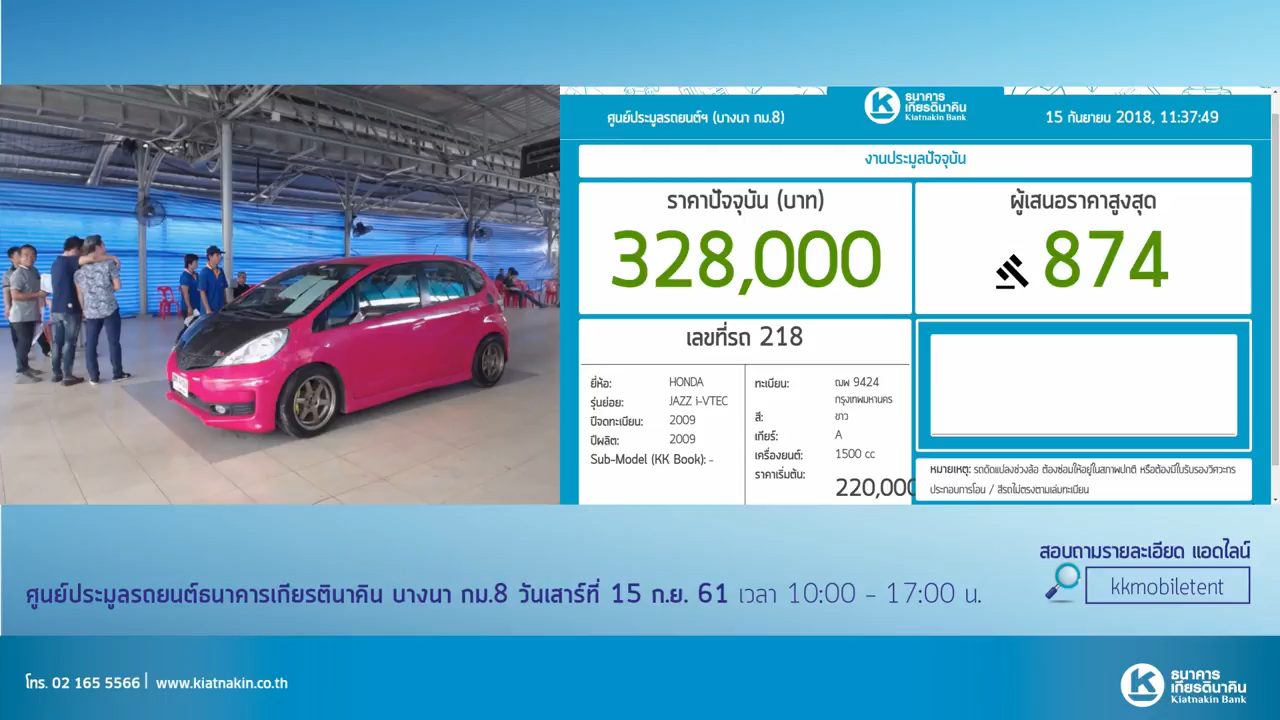 ศูนย์ประมูลรถยนต์ฯ (บางนา กม.8)
ธนาคาร
เกียรตินาคิน
Kiatnakin Bank
15 กันยายน 2018, 11:37:49
งานประมูลปัจจุบัน
ราคาปัจจุบัน (บาท)
328,000
ผู้เสนอราคาสูงสุด
874
เลขที่รถ 218
ยี่ห้อ: HONDA
รุ่นย่อย: JAZZ i-VTEC
ปีจดทะเบียน: 2009
ปีผลิต: 2009
Sub-Model (KK Book): -
ทะเบียน: ฌพ 9424
กรุงเทพมหานคร
สี: ขาว
เกียร์: A
เครื่องยนต์: 1500 cc
ราคาเริ่มต้น: 220,000
หมายเหตุ: รถดัดแปลงช่วงล้อ ต้องซ่อมให้อยู่ในสภาพปกติ หรือต้องมีใบรับรองวิศวะกร
ประกอบการโอน / สีรถไม่ตรงตามเล่มทะเบียน
สอบถามรายละเอียด แอดไลน์
kkmobiletent
ศูนย์ประมูลรถยนต์ธนาคารเกียรตินาคิน บางนา กม.8 วันเสาร์ที่ 15 ก.ย. 61 เวลา 10:00 - 17:00 น.
โทร. 02 165 5566 | www.kiatnakin.co.th
ธนาคาร
เกียรตินาคิน
Kiatnakin Bank